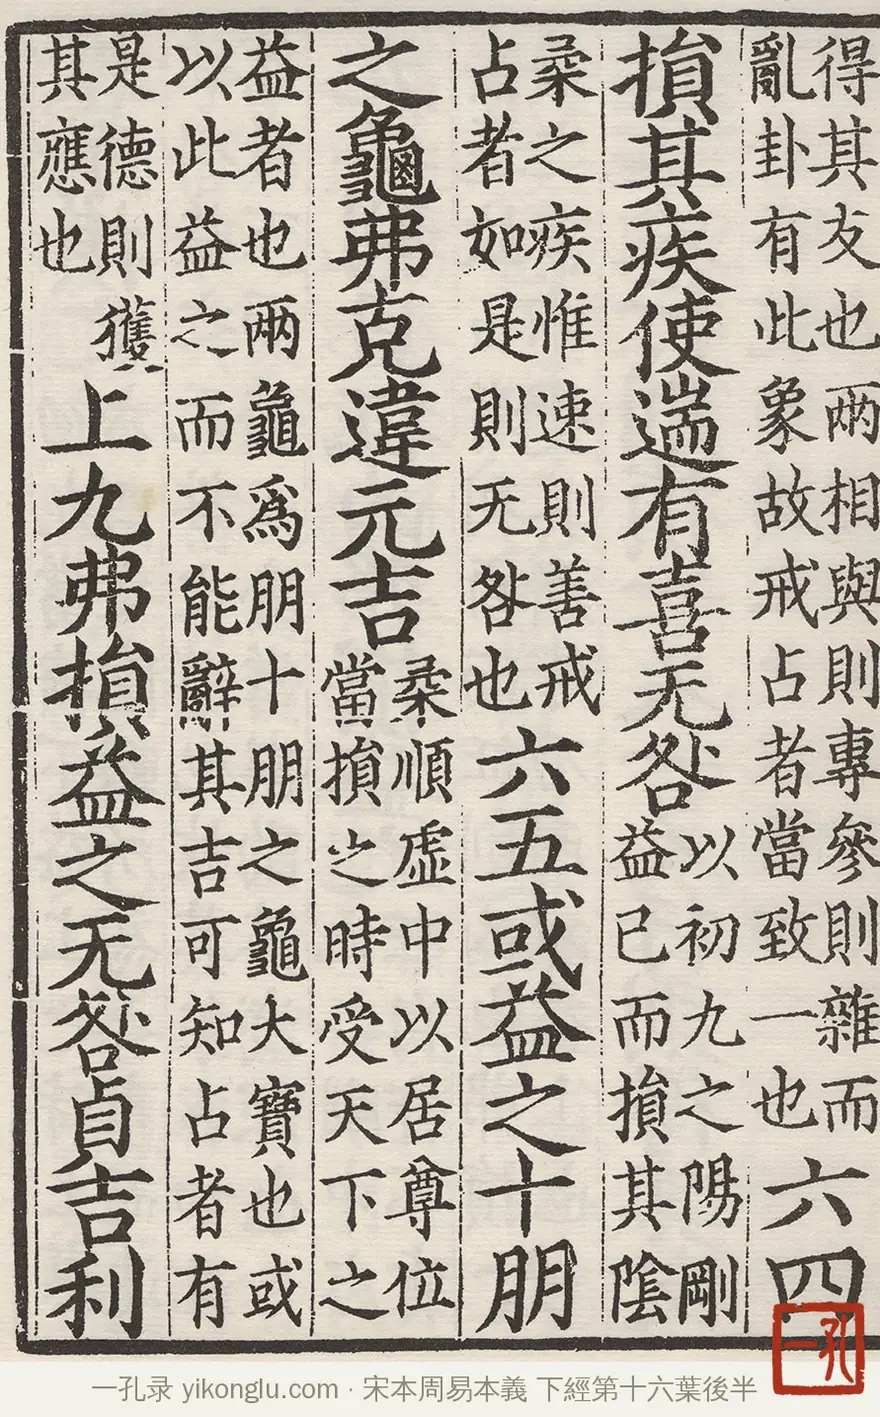 得其友也兩相與則專參則雜而
亂卦有此象故戒占者當致一也
六四
損其疾使遄有喜无咎
以初九之陽剛
益已而損其陰
柔之疾惟速則善戒
占者如是則无咎也
六五或益之十朋
之龜弗克違元吉
柔順虛中以居尊位
當損之時受天下之
益者也兩龜爲朋十朋之龜大寶也或
以此益之而不能辭其吉可知占者有
是德則獲
其應也
上九弗損益之无咎貞吉利
一孔
一孔录 yikonglu.com · 宋本周易本義 下經第十六葉後半